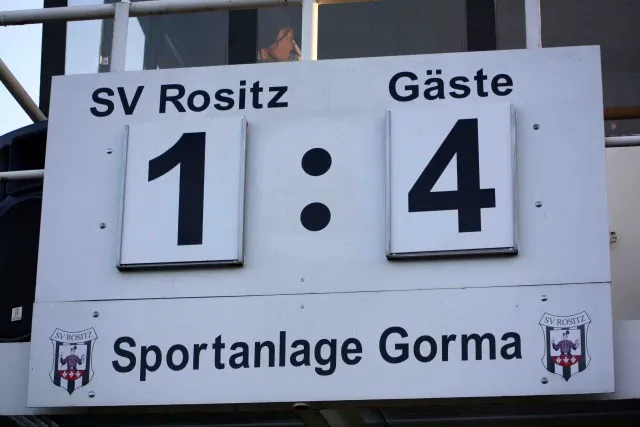 SV Rositz Gäste
1 : 4
Sportanlage Gorma
SV ROSITZ
SV ROSITZ